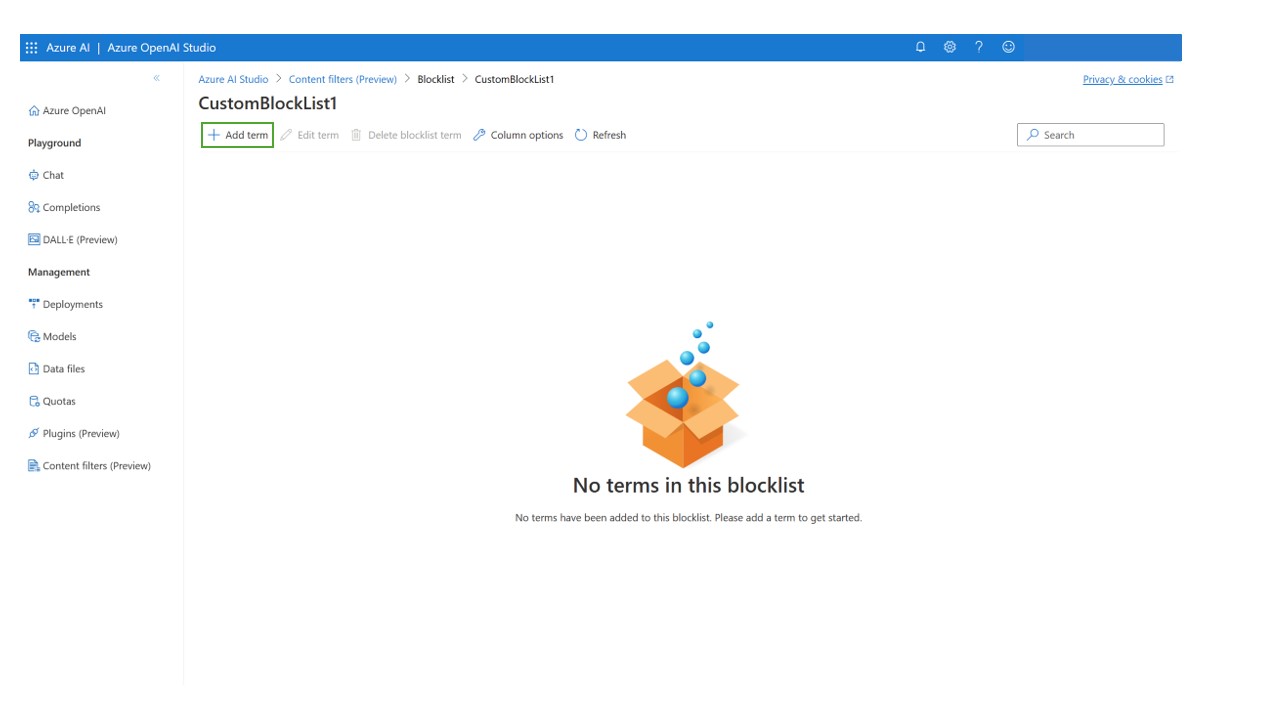 Azure AI | Azure OpenAI Studio
Azure AI Studio > Content filters (Preview) > Blocklist > CustomBlockList1
Privacy & cookies
CustomBlockList1
Add term Edit term Delete blocklist term Column options Refresh
Search
Azure OpenAI
Playground
Chat
Completions
DALL·E (Preview)
Management
Deployments
Models
Data files
Quotas
Plugins (Preview)
Content filters (Preview)
No terms in this blocklist
No terms have been added to this blocklist. Please add a term to get started.